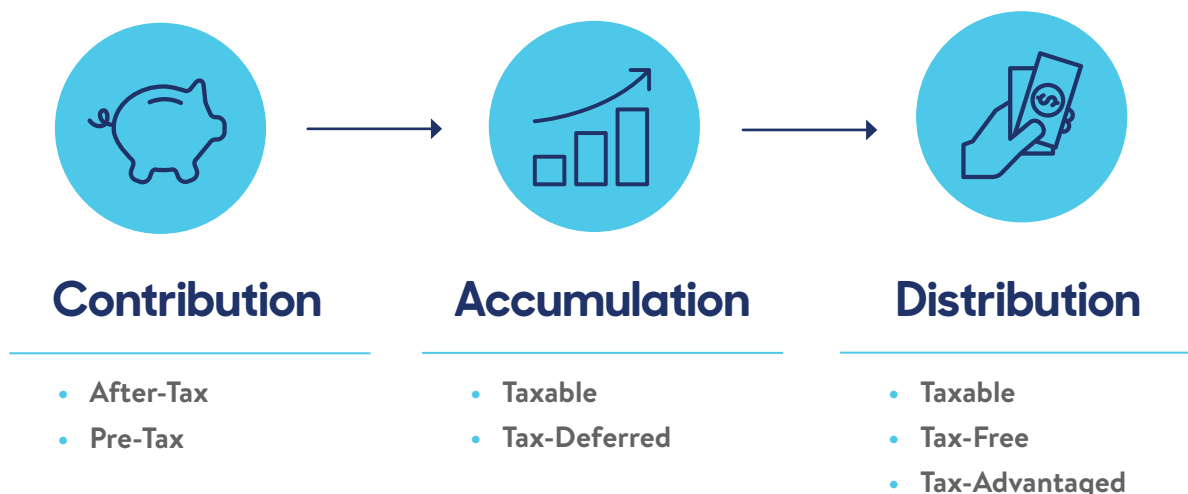 Contribution
After-Tax
Pre-Tax
Accumulation
Taxable
Tax-Deferred
Distribution
Taxable
Tax-Free
Tax-Advantaged